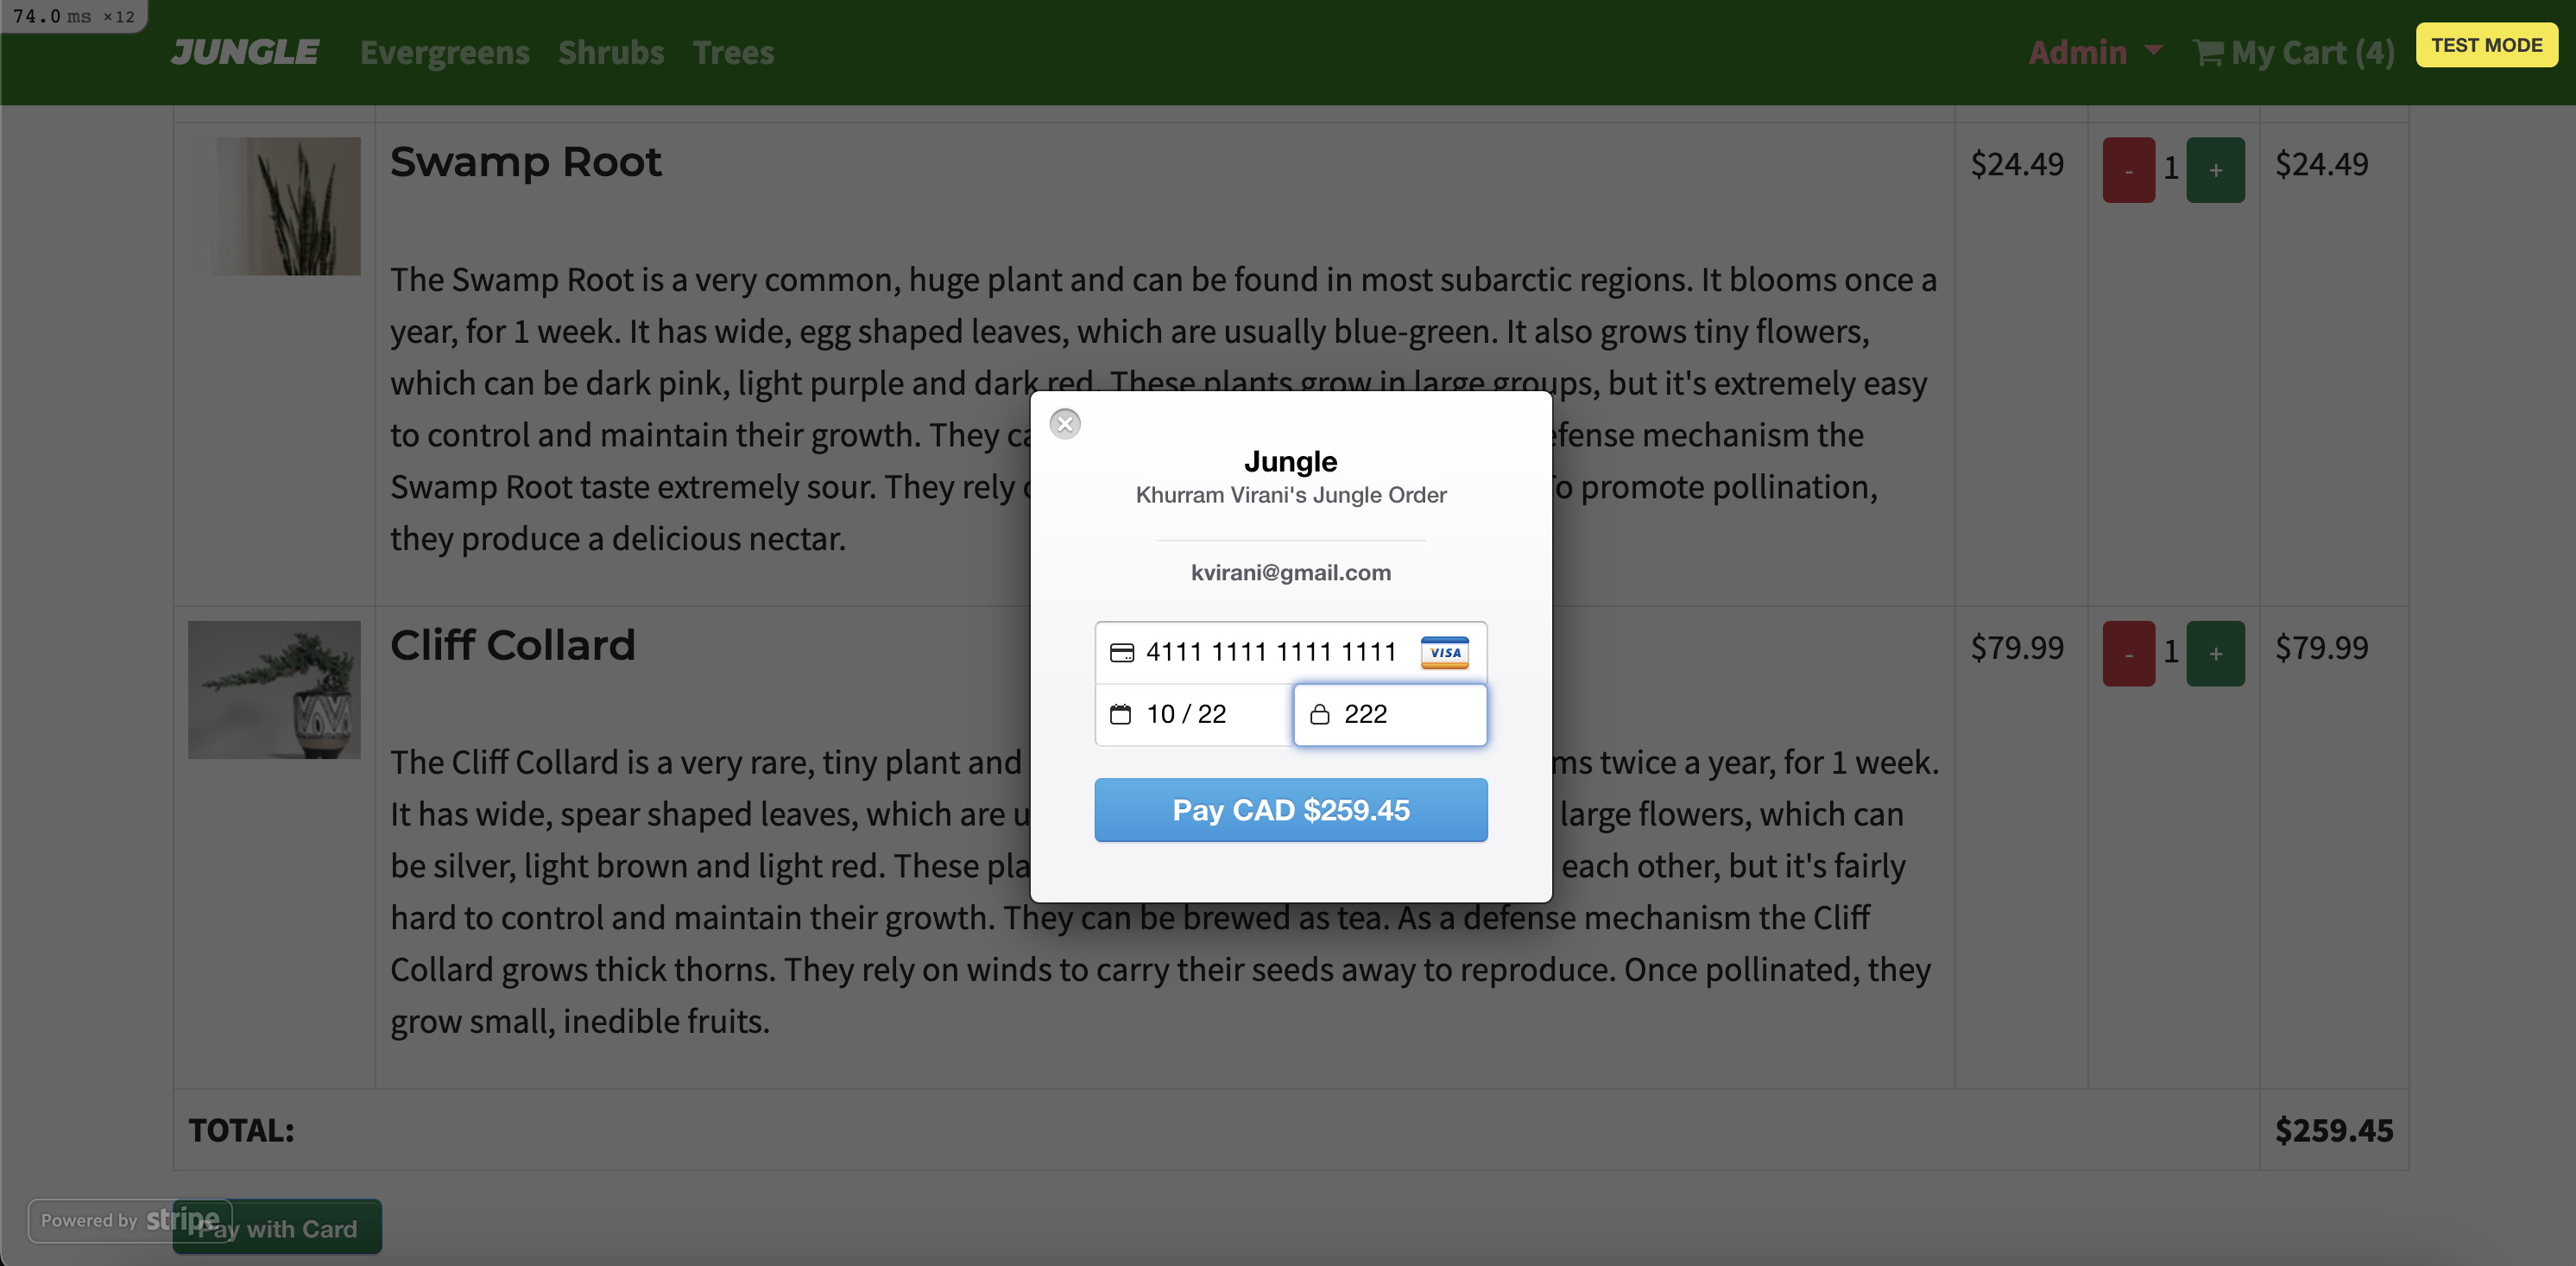 74.0 ms ×12
JUNGLE Evergreens Shrubs Trees Admin My Cart (4) TEST MODE
Swamp Root $24.49 - 1 + $24.49
The Swamp Root is a very common, huge plant and can be found in most subarctic regions. It blooms once a
year, for 1 week. It has wide, egg shaped leaves, which are usually blue-green. It also grows tiny flowers,
which can be dark pink, light purple and dark red. These plants grow in large groups, but it's extremely easy
to control and maintain their growth. They
defense mechanism the
Swamp Root taste extremely sour. They rely
To promote pollination,
they produce a delicious nectar.
Jungle
Khurram Virani's Jungle Order
kvirani@gmail.com
4111 1111 1111 1111 VISA
10 / 22 222
Pay CAD $259.45
Cliff Collard $79.99 - 1 + $79.99
The Cliff Collard is a very rare, tiny plant and
twice a year, for 1 week.
It has wide, spear shaped leaves, which are
large flowers, which can
be silver, light brown and light red. These
each other, but it's fairly
hard to control and maintain their growth. They can be brewed as tea. As a defense mechanism the Cliff
Collard grows thick thorns. They rely on winds to carry their seeds away to reproduce. Once pollinated, they
grow small, inedible fruits.
TOTAL: $259.45
Powered by stripe
Pay with Card